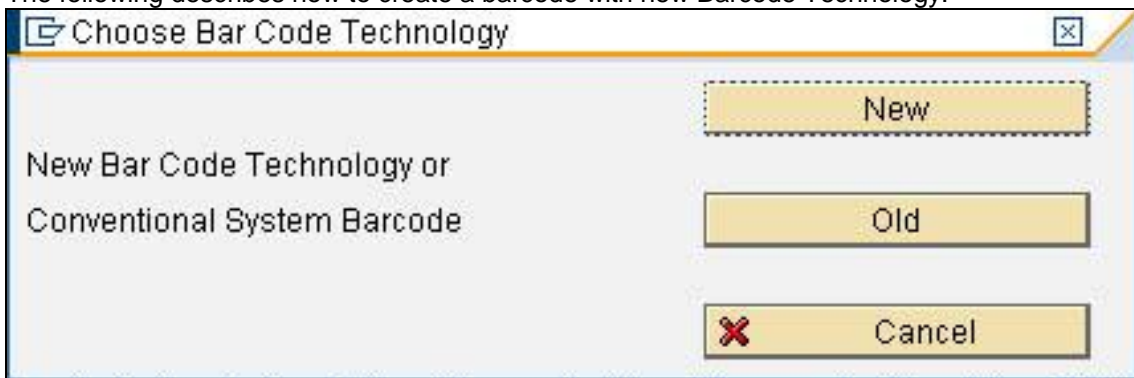 The following describes how to create a barcode with new Barcode Technology.
Choose Bar Code Technology
New
New Bar Code Technology or
Conventional System Barcode
Old
Cancel